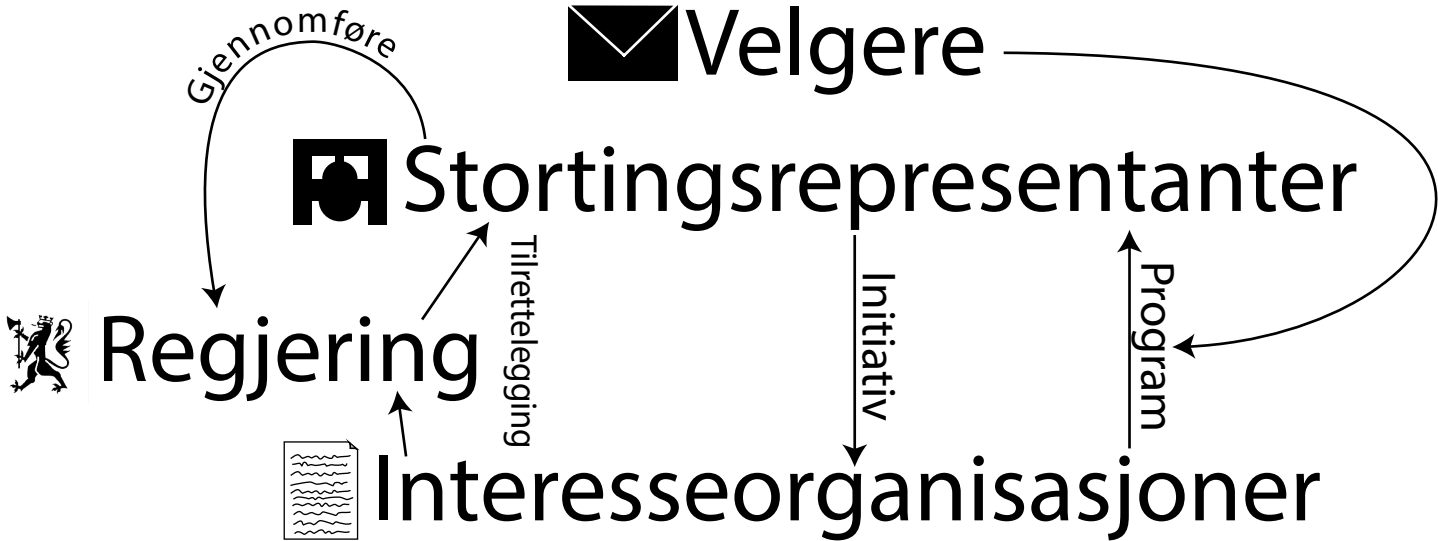 Gjennomføre
Velgere
Stortingsrepresentanter
Tilrettelegging
Initiativ
Program
Regjering
Interesseorganisasjoner